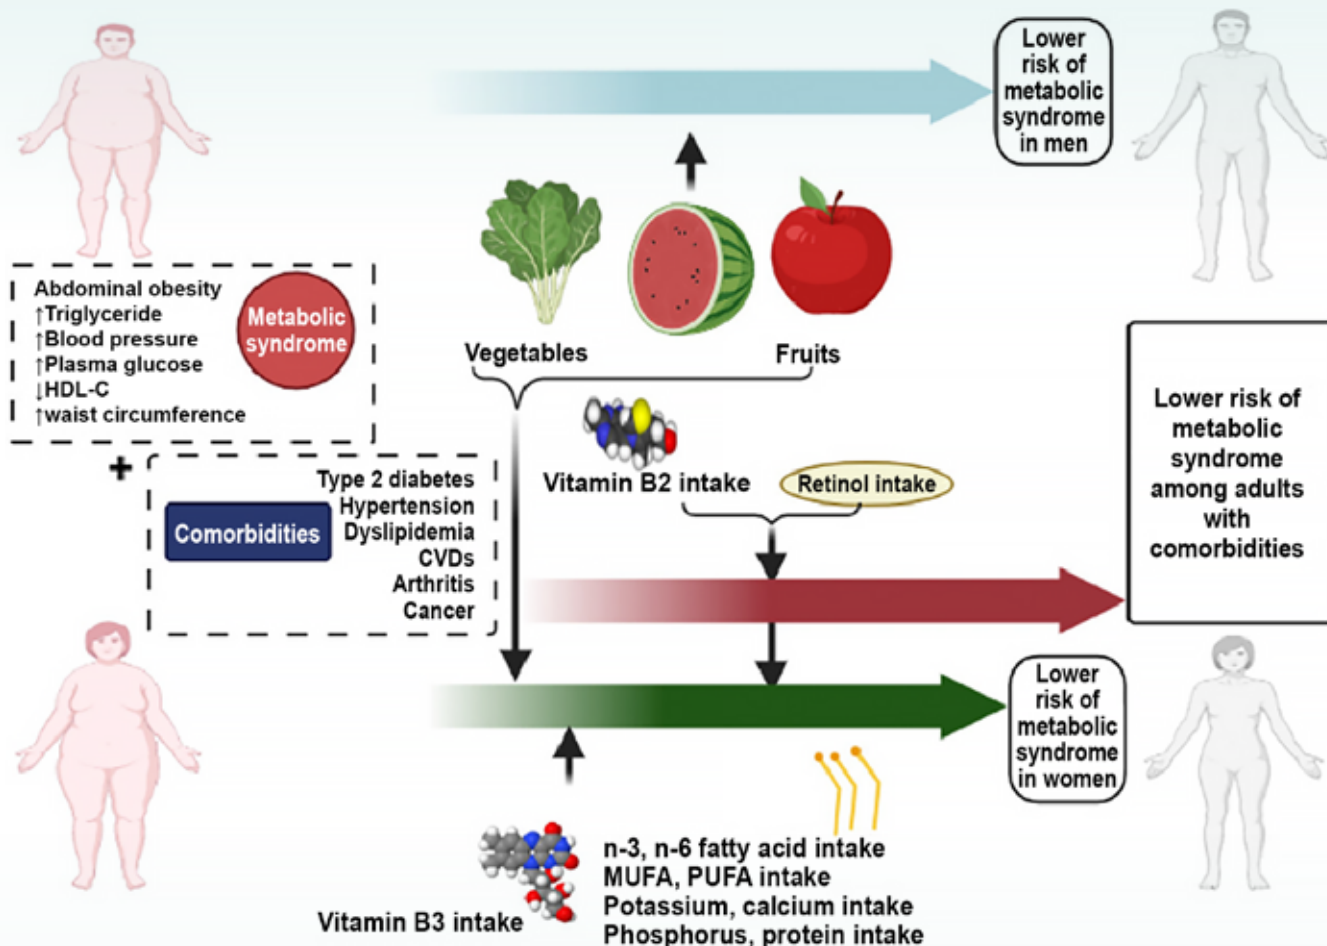 Lower
risk of
metabolic
syndrome
in men
Abdominal obesity
↑Triglyceride
↑Blood pressure
↑Plasma glucose
↓HDL-C
↑waist circumference
Metabolic
syndrome
+
Comorbidities
Type 2 diabetes
Hypertension
Dyslipidemia
CVDs
Arthritis
Cancer
Vegetables
Fruits
Vitamin B2 intake
Retinol intake
Lower risk of
metabolic
syndrome
among adults
with
comorbidities
Lower
risk of
metabolic
syndrome
in women
Vitamin B3 intake
n-3, n-6 fatty acid intake
MUFA, PUFA intake
Potassium, calcium intake
Phosphorus, protein intake